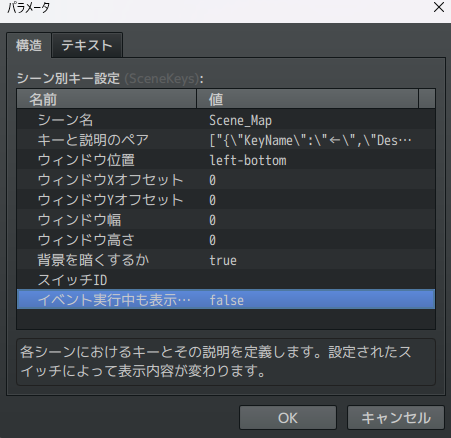 パラメータ
構造 テキスト
シーン別キー設定 (SceneKeys):
名前 値
シーン名 Scene_Map
キーと説明のペア ["{\"KeyName\":\"←\",\"Des…
ウィンドウ位置 left-bottom
ウィンドウXオフセット 0
ウィンドウYオフセット 0
ウィンドウ幅 0
ウィンドウ高さ 0
背景を暗くするか true
スイッチID
イベント実行中も表示… false
各シーンにおけるキーとその説明を定義します。設定されたス
イッチによって表示内容が変わります。
OK キャンセル